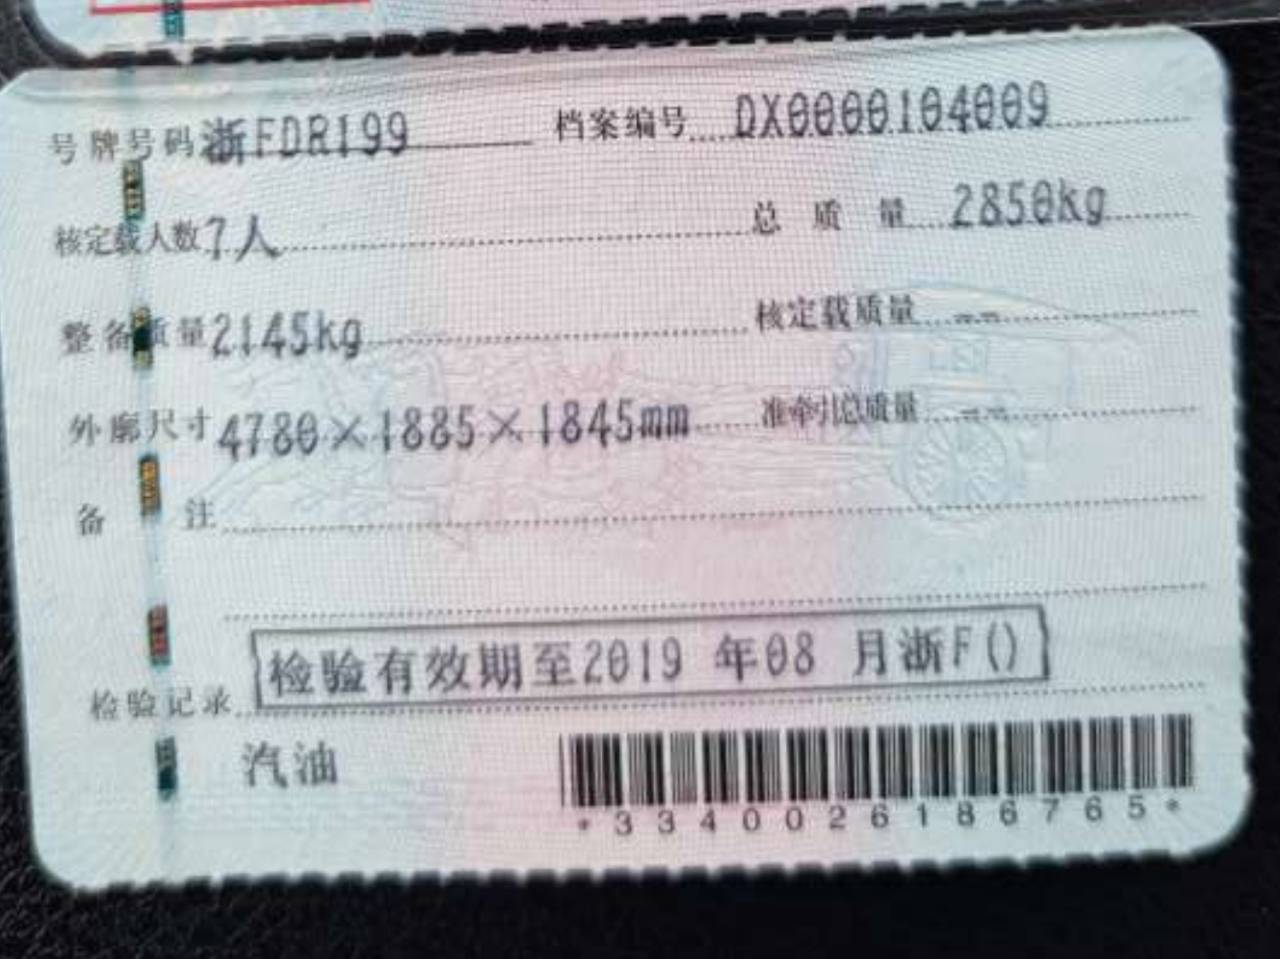 号牌号码 浙FDR199 档案编号 DX0000104009
核定载人数 7人 总质量 2850kg
整备质量 2145kg 核定载质量 --
外廓尺寸 4780×1885×1845mm 准牵引总质量 --
备注
检验记录 检验有效期至2019 年08 月浙F()
汽油
*3340026186765*